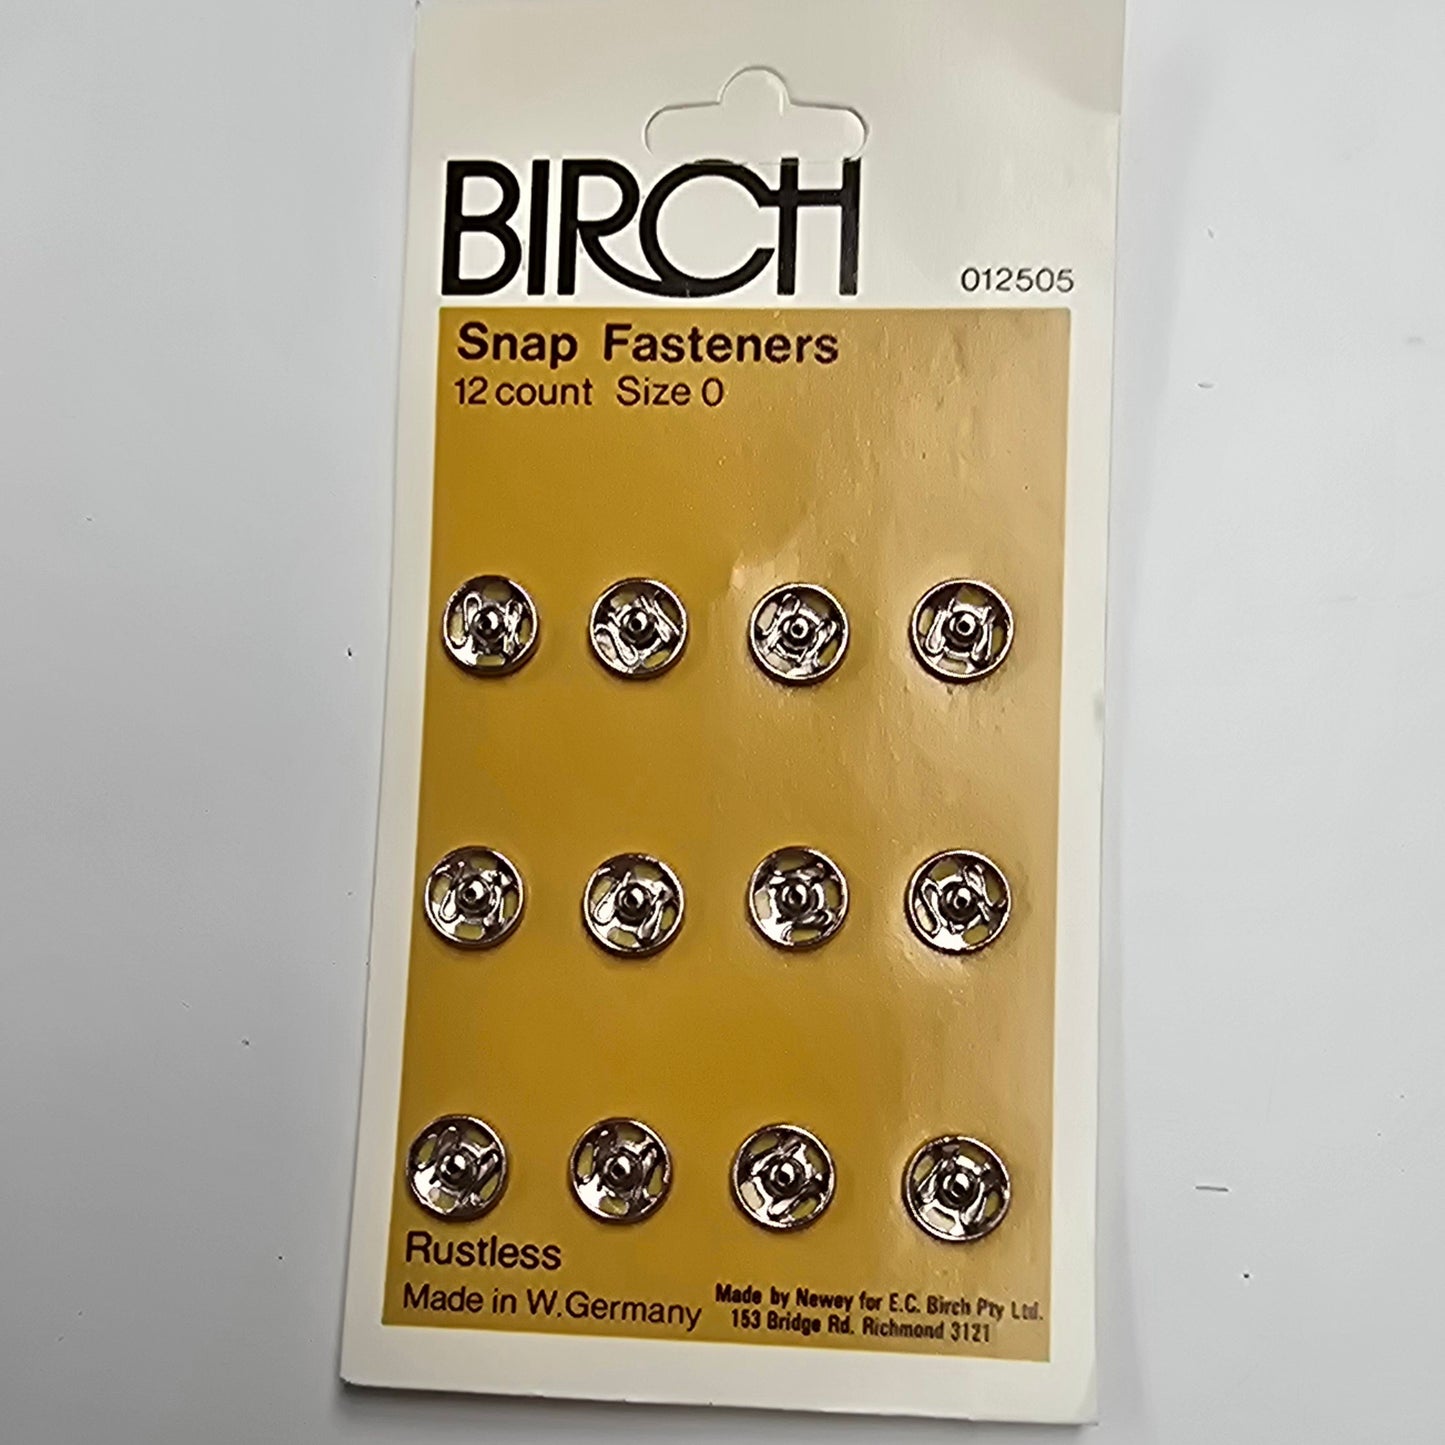 BIRCH
012505
Snap Fasteners
12 count Size 0
Rustless
Made in W.Germany
Made by Newey for E.C. Birch Pty Ltd.
153 Bridge Rd. Richmond 3121